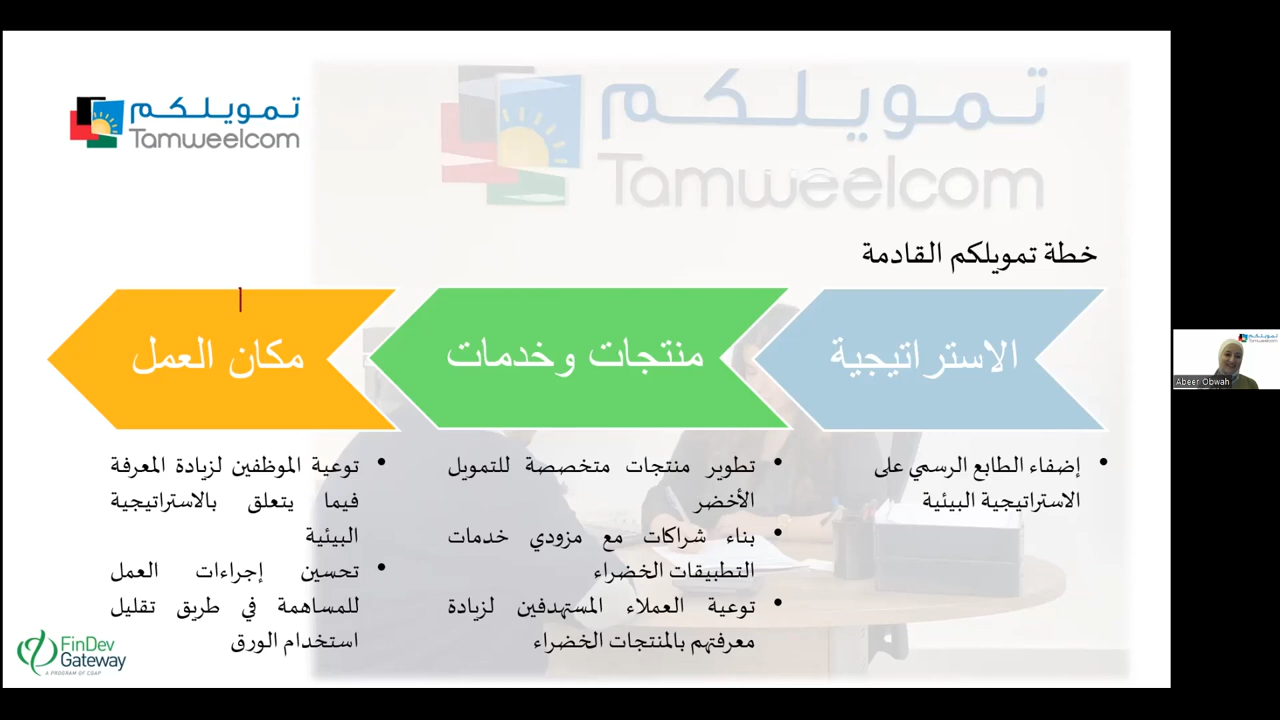 تمويلكم
Tamweelcom
تمويلكم
Tamweelcom
خطة تمويلكم القادمة
الاستراتيجية
منتجات وخدمات
مكان العمل
• إضفاء الطابع الرسمي على
الاستراتيجية البيئية
• تطوير منتجات متخصصة للتمويل
الأخضر
• بناء شراكات مع مزودي خدمات
التطبيقات الخضراء
• توعية العملاء المستهدفين لزيادة
معرفتهم بالمنتجات الخضراء
• توعية الموظفين لزيادة المعرفة
فيما يتعلق بالاستراتيجية
البيئية
• تحسين إجراءات العمل
للمساهمة في طريق تقليل
استخدام الورق
FinDev
Gateway
A PROGRAM OF CGAP
Abeer Obwah